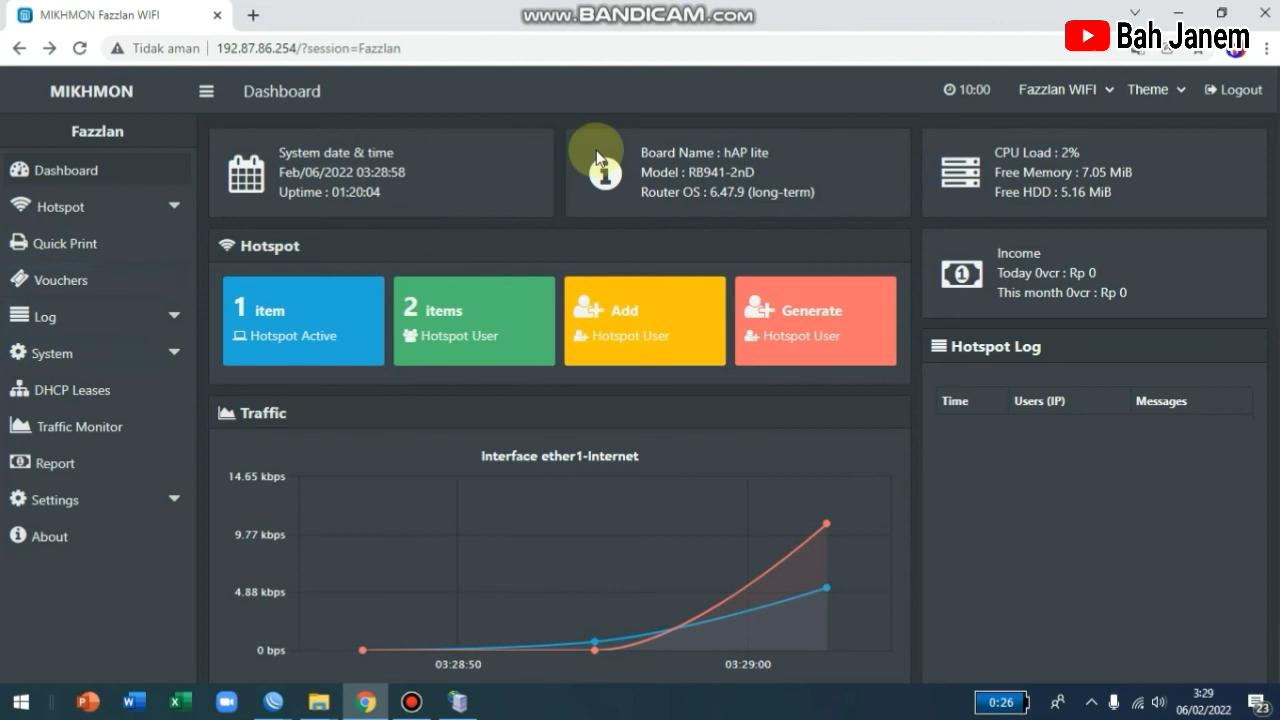 MIKHMON Fazzlan WIFI
www.BANDICAM.com
Bah Janem
Tidak aman
192.87.86.254/?session=Fazzlan
MIKHMON
Dashboard
10:00
Fazzlan WIFI
Theme
Logout
Fazzlan
Dashboard
Hotspot
Quick Print
Vouchers
Log
System
DHCP Leases
Traffic Monitor
Report
Settings
About
System date & time
Feb/06/2022 03:28:58
Uptime : 01:20:04
Board Name : hAP lite
Model : RB941-2nD
Router OS : 6.47.9 (long-term)
CPU Load : 2%
Free Memory : 7.05 MiB
Free HDD : 5.16 MiB
Hotspot
1 item
Hotspot Active
2 items
Hotspot User
Add
Hotspot User
Generate
Hotspot User
Income
Today 0vcr : Rp 0
This month 0vcr : Rp 0
Hotspot Log
Time
Users (IP)
Messages
Traffic
Interface ether1-Internet
14.65 kbps
9.77 kbps
4.88 kbps
0 bps
03:28:50
03:29:00
0:26
3:29
06/02/2022
23